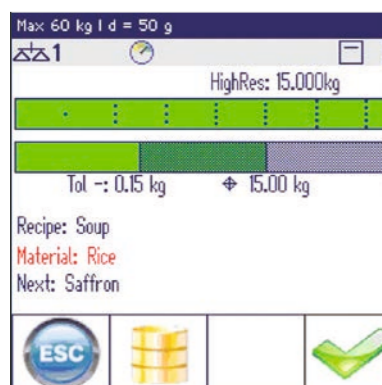 Max 60 kg | d = 50 g
1
HighRes: 15.000kg
Tol -: 0.15 kg
15.00 kg
Recipe: Soup
Material: Rice
Next: Saffron
ESC